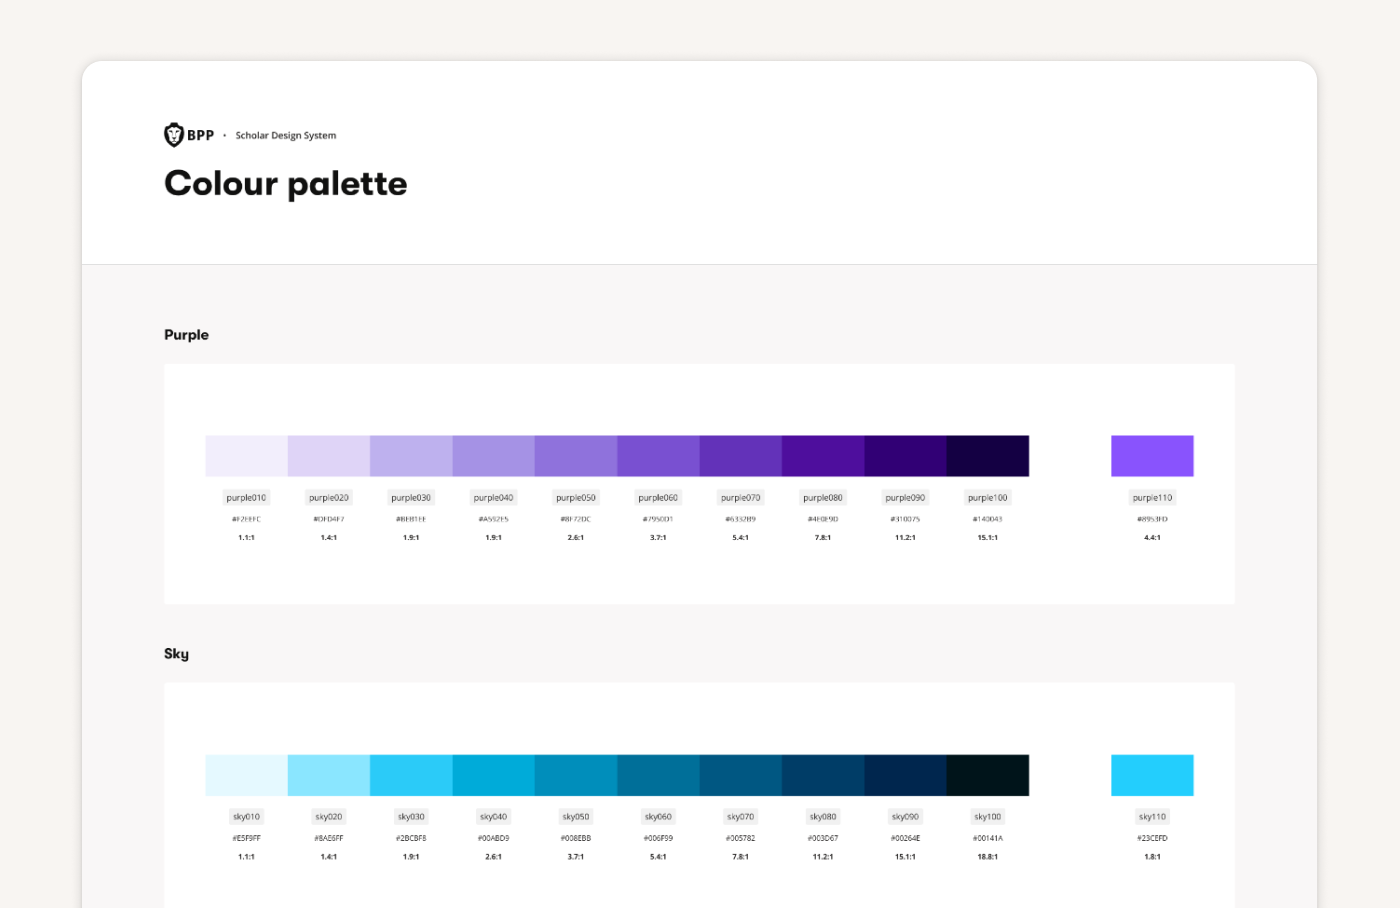 BPP • Scholar Design System
Colour palette
Purple
purple010 purple020 purple030 purple040 purple050 purple060 purple070 purple080 purple090 purple100 purple110
#F2EEFC #DFD4F7 #BEB1EE #A592E5 #8F72DC #7950D1 #6332B9 #4E0E9D #310075 #140043 #8953FD
1.1:1 1.4:1 1.9:1 1.9:1 2.6:1 3.7:1 5.4:1 7.8:1 11.2:1 15.1:1 4.4:1
Sky
sky010 sky020 sky030 sky040 sky050 sky060 sky070 sky080 sky090 sky100 sky110
#E5F9FF #8AE6FF #2BCBF8 #00ABD9 #008EBB #006F99 #005782 #003D67 #00264E #00141A #23CEFD
1.1:1 1.4:1 1.9:1 2.6:1 3.7:1 5.4:1 7.8:1 11.2:1 15.1:1 18.8:1 1.8:1